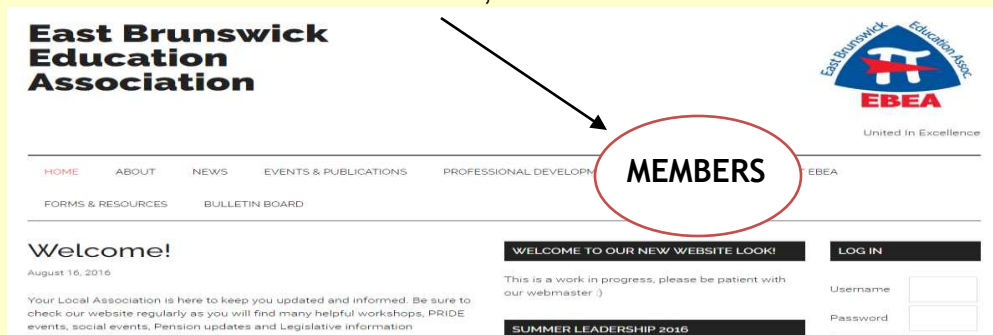 East Brunswick
Education
Association
East Brunswick Education Assoc.
EBEA
United In Excellence
HOME ABOUT NEWS EVENTS & PUBLICATIONS PROFESSIONAL DEVELOPM MEMBERS EBEA
FORMS & RESOURCES BULLETIN BOARD
Welcome!
August 16, 2016
Your Local Association is here to keep you updated and informed. Be sure to
check our website regularly as you will find many helpful workshops, PRIDE
events, social events, Pension updates and Legislative information
WELCOME TO OUR NEW WEBSITE LOOK!
This is a work in progress, please be patient with
our webmaster :)
SUMMER LEADERSHIP 2016
LOG IN
Username
Password